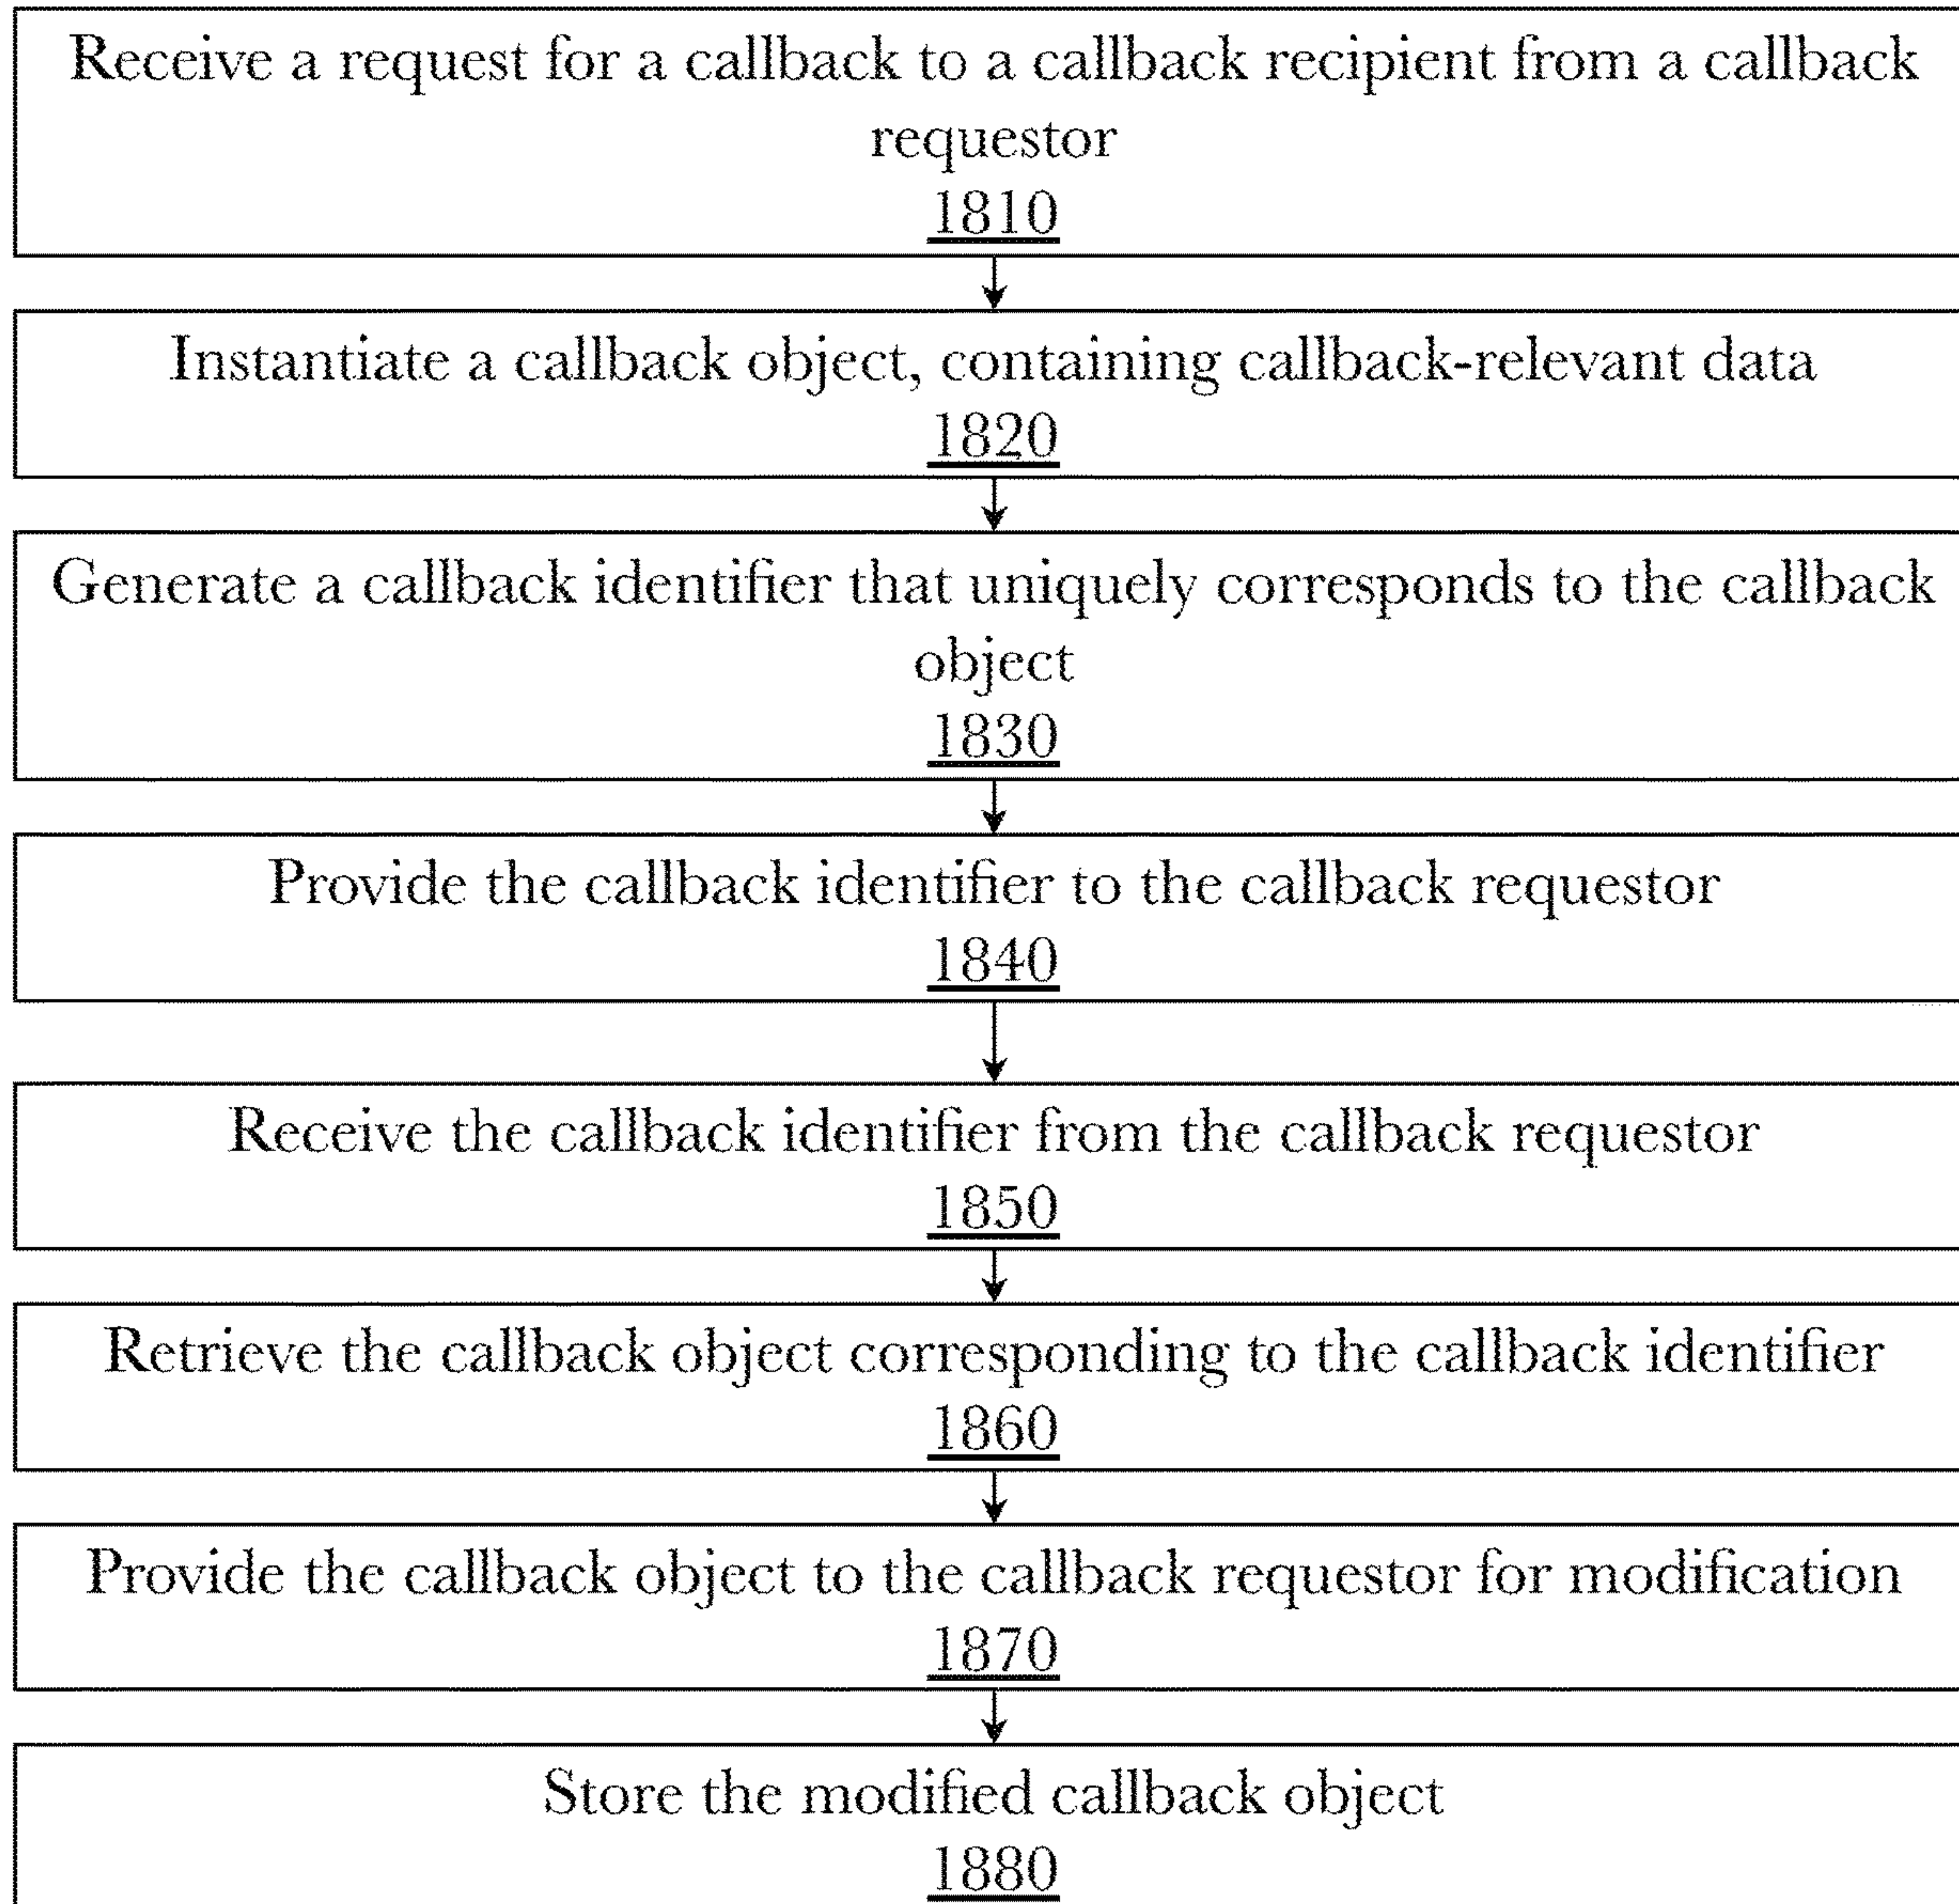 Receive a request for a callback to a callback recipient from a callback
requestor
1810
Instantiate a callback object, containing callback-relevant data
1820
Generate a callback identifier that uniquely corresponds to the callback
object
1830
Provide the callback identifier to the callback requestor
1840
Receive the callback identifier from the callback requestor
1850
Retrieve the callback object corresponding to the callback identifier
1860
Provide the callback object to the callback requestor for modification
1870
Store the modified callback object
1880